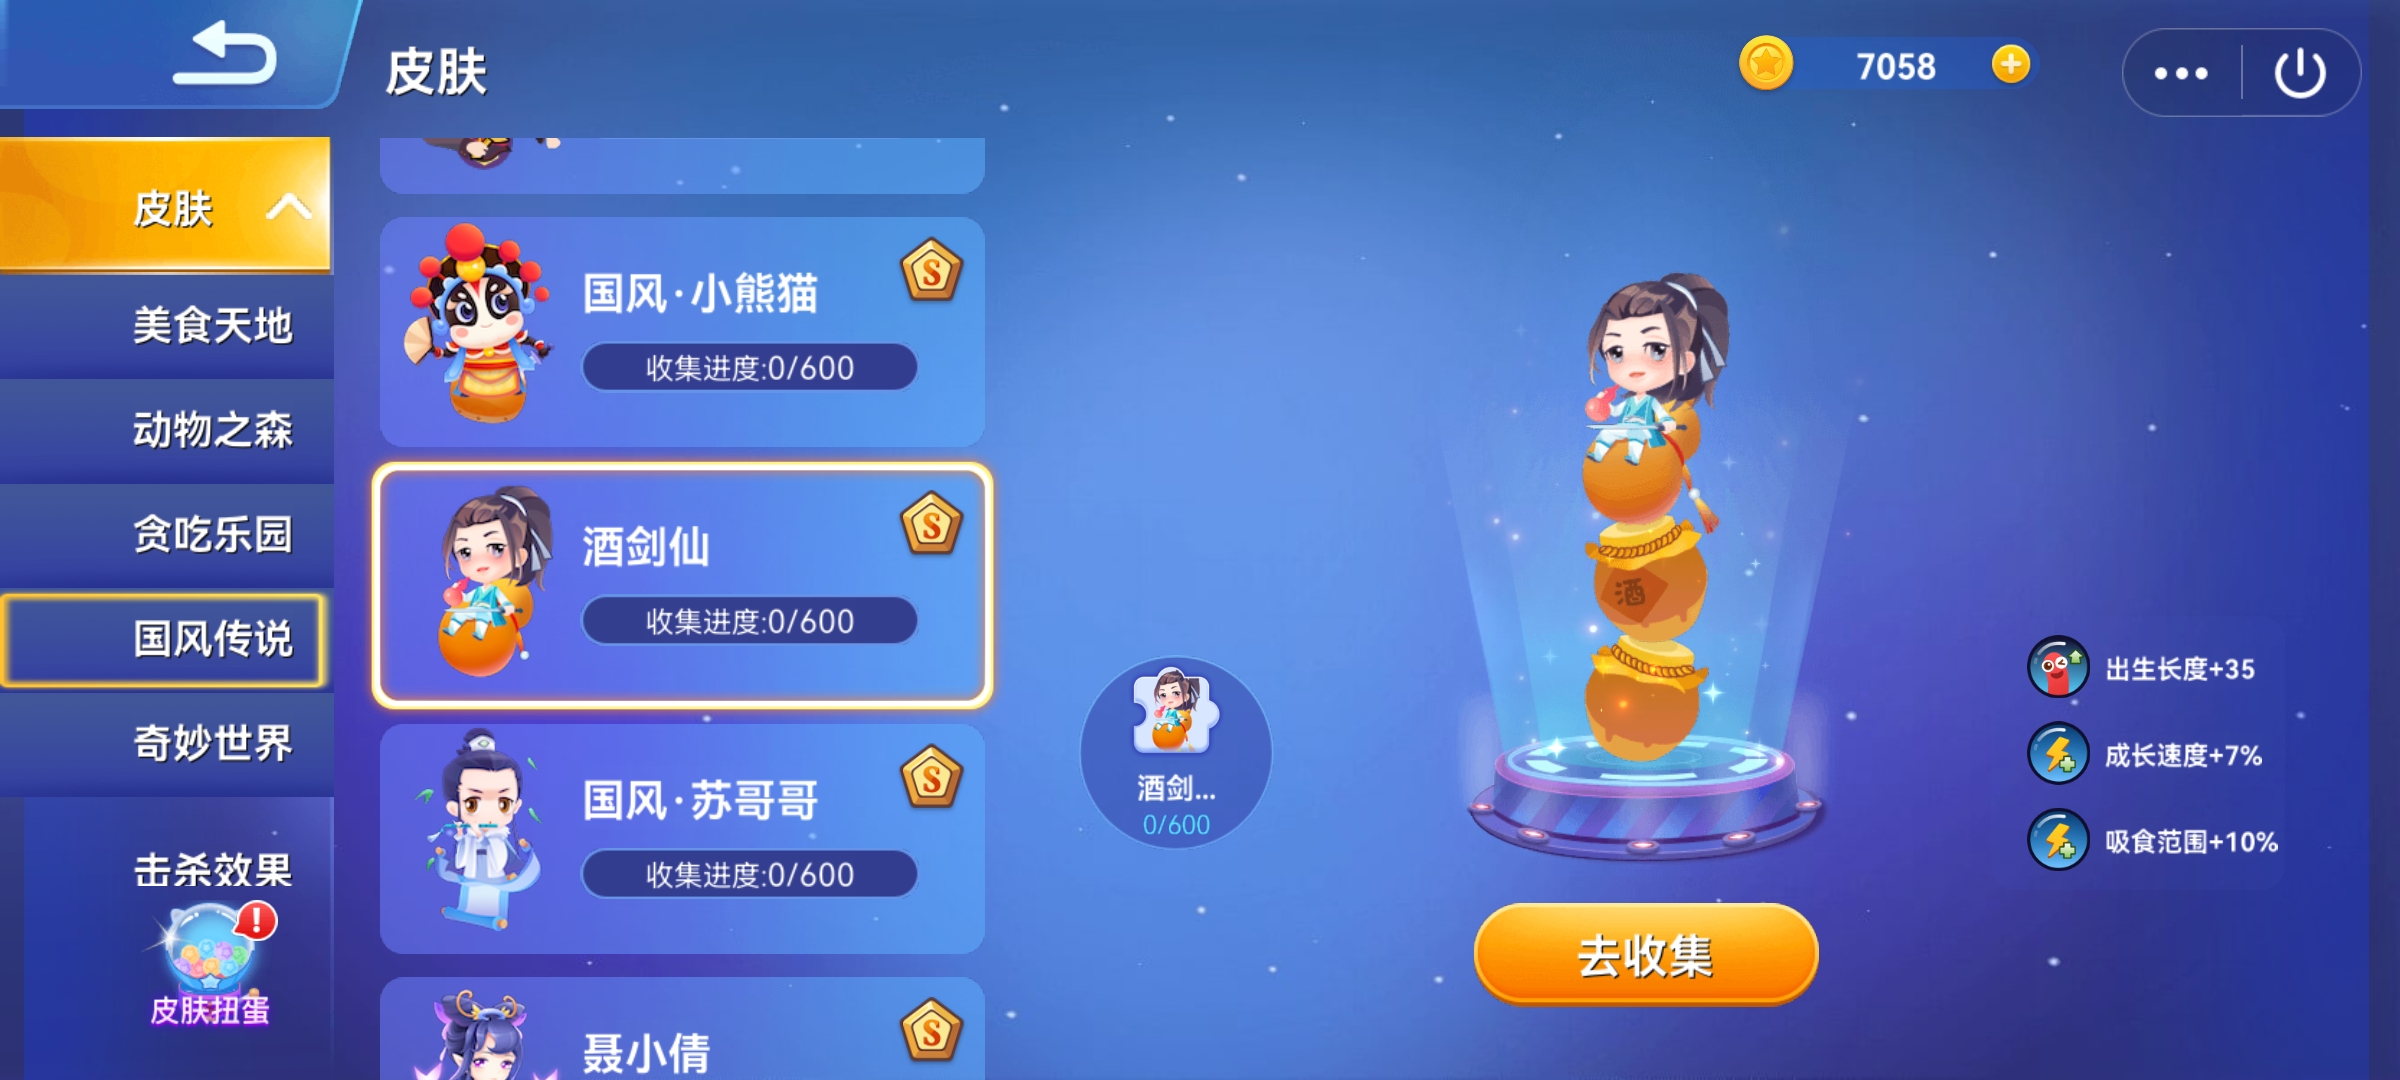 皮肤
7058
皮肤
美食天地
动物之森
贪吃乐园
国风传说
奇妙世界
击杀效果
皮肤扭蛋
国风·小熊猫
S
收集进度:0/600
酒剑仙
S
收集进度:0/600
国风·苏哥哥
S
收集进度:0/600
聂小倩
S
酒剑...
0/600
酒
出生长度+35
成长速度+7%
吸食范围+10%
去收集